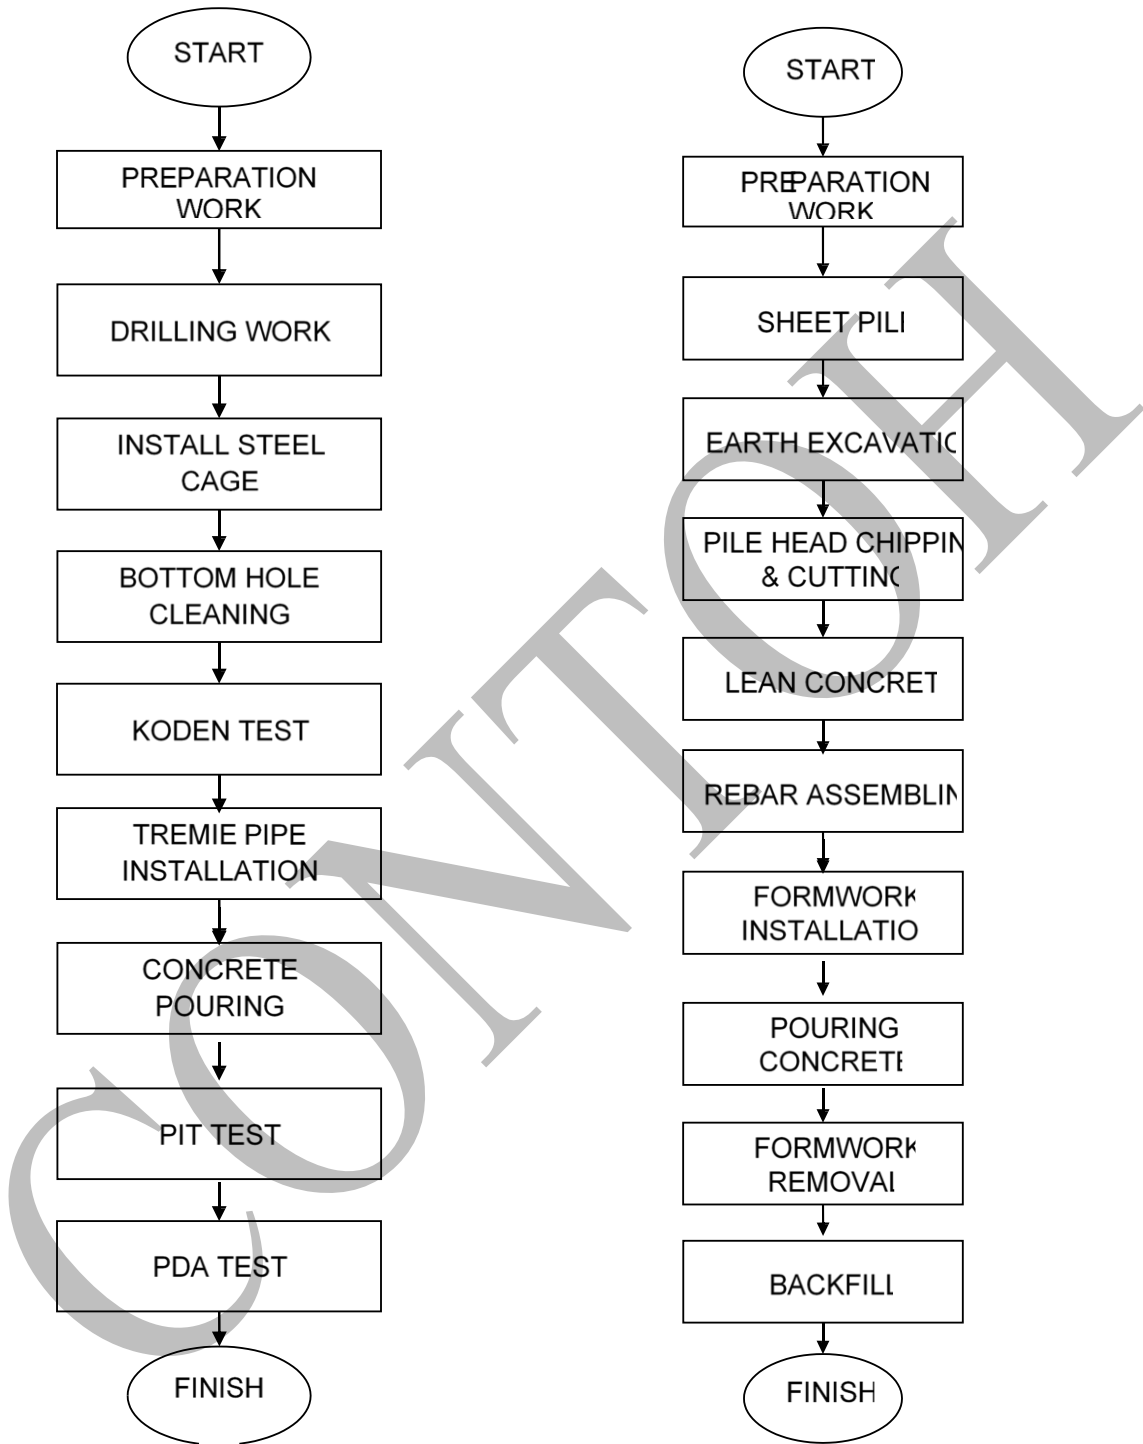 START
PREPARATION
WORK
DRILLING WORK
INSTALL STEEL
CAGE
BOTTOM HOLE
CLEANING
KODEN TEST
TREMIE PIPE
INSTALLATION
CONCRETE
POURING
PIT TEST
PDA TEST
FINISH
START
PREPARATION
WORK
SHEET PILI
EARTH EXCAVATIC
PILE HEAD CHIPPIN
& CUTTING
LEAN CONCRET
REBAR ASSEMBLIN
FORMWORK
INSTALLATIO
POURING
CONCRETE
FORMWORK
REMOVAL
BACKFILL
FINISH
CONTOH